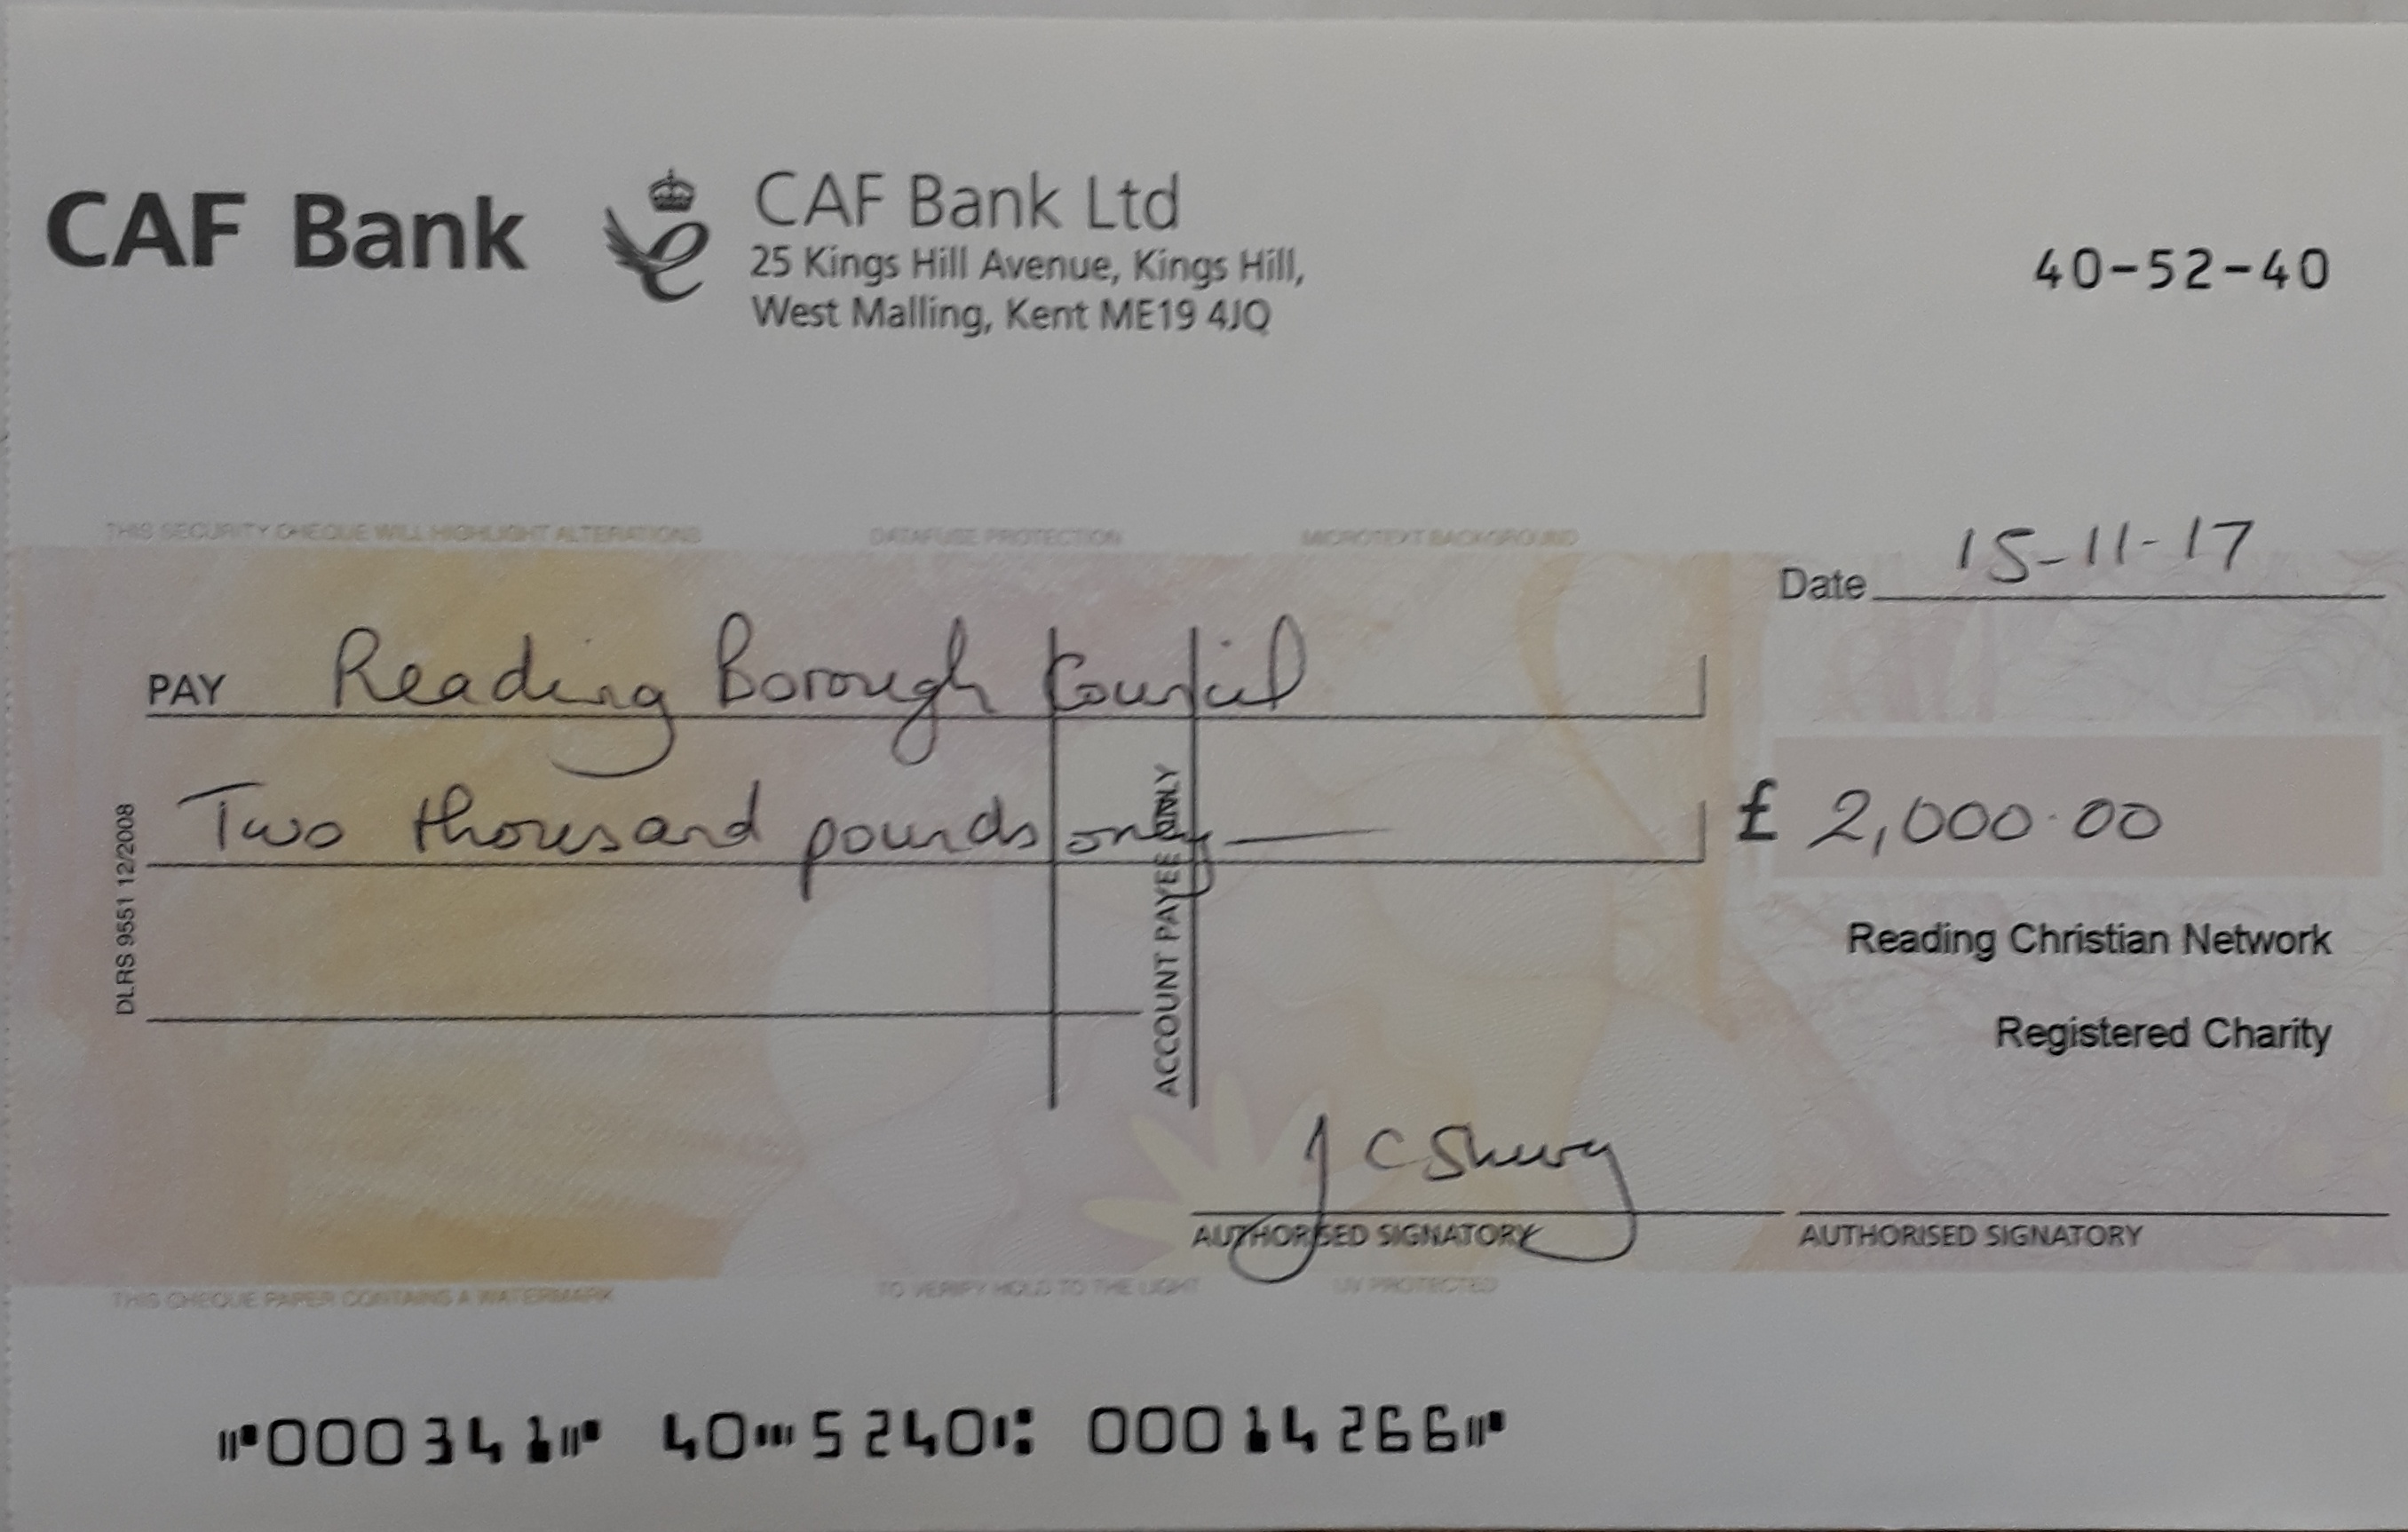 CAF Bank
CAF Bank Ltd
25 Kings Hill Avenue, Kings Hill,
West Malling, Kent ME19 4JQ
40-52-40
THIS SECURITY CHEQUE WILL HIGHLIGHT ALTERATIONS DATAFUSE PROTECTION MICROTEXT BACKGROUND
Date 15-11-17
PAY Reading Borough Council
Two thousand pounds only
£ 2,000.00
ACCOUNT PAYEE ONLY
DLRS 9551 12/2008
Reading Christian Network
Registered Charity
J C
AUTHORISED SIGNATORY AUTHORISED SIGNATORY
THIS CHEQUE PAPER CONTAINS A WATERMARK TO VERIFY HOLD TO THE LIGHT UV PROTECTED
000341 40 5240 00014266